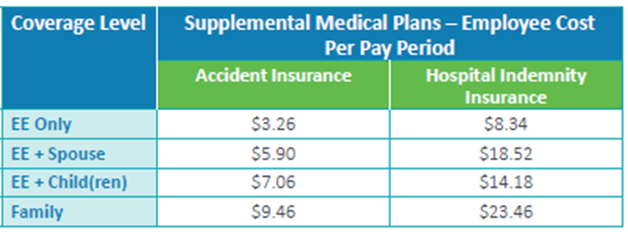 Coverage Level Supplemental Medical Plans – Employee Cost
Per Pay Period
Accident Insurance Hospital Indemnity
Insurance
EE Only $3.26 $8.34
EE + Spouse $5.90 $18.52
EE + Child(ren) $7.06 $14.18
Family $9.46 $23.46